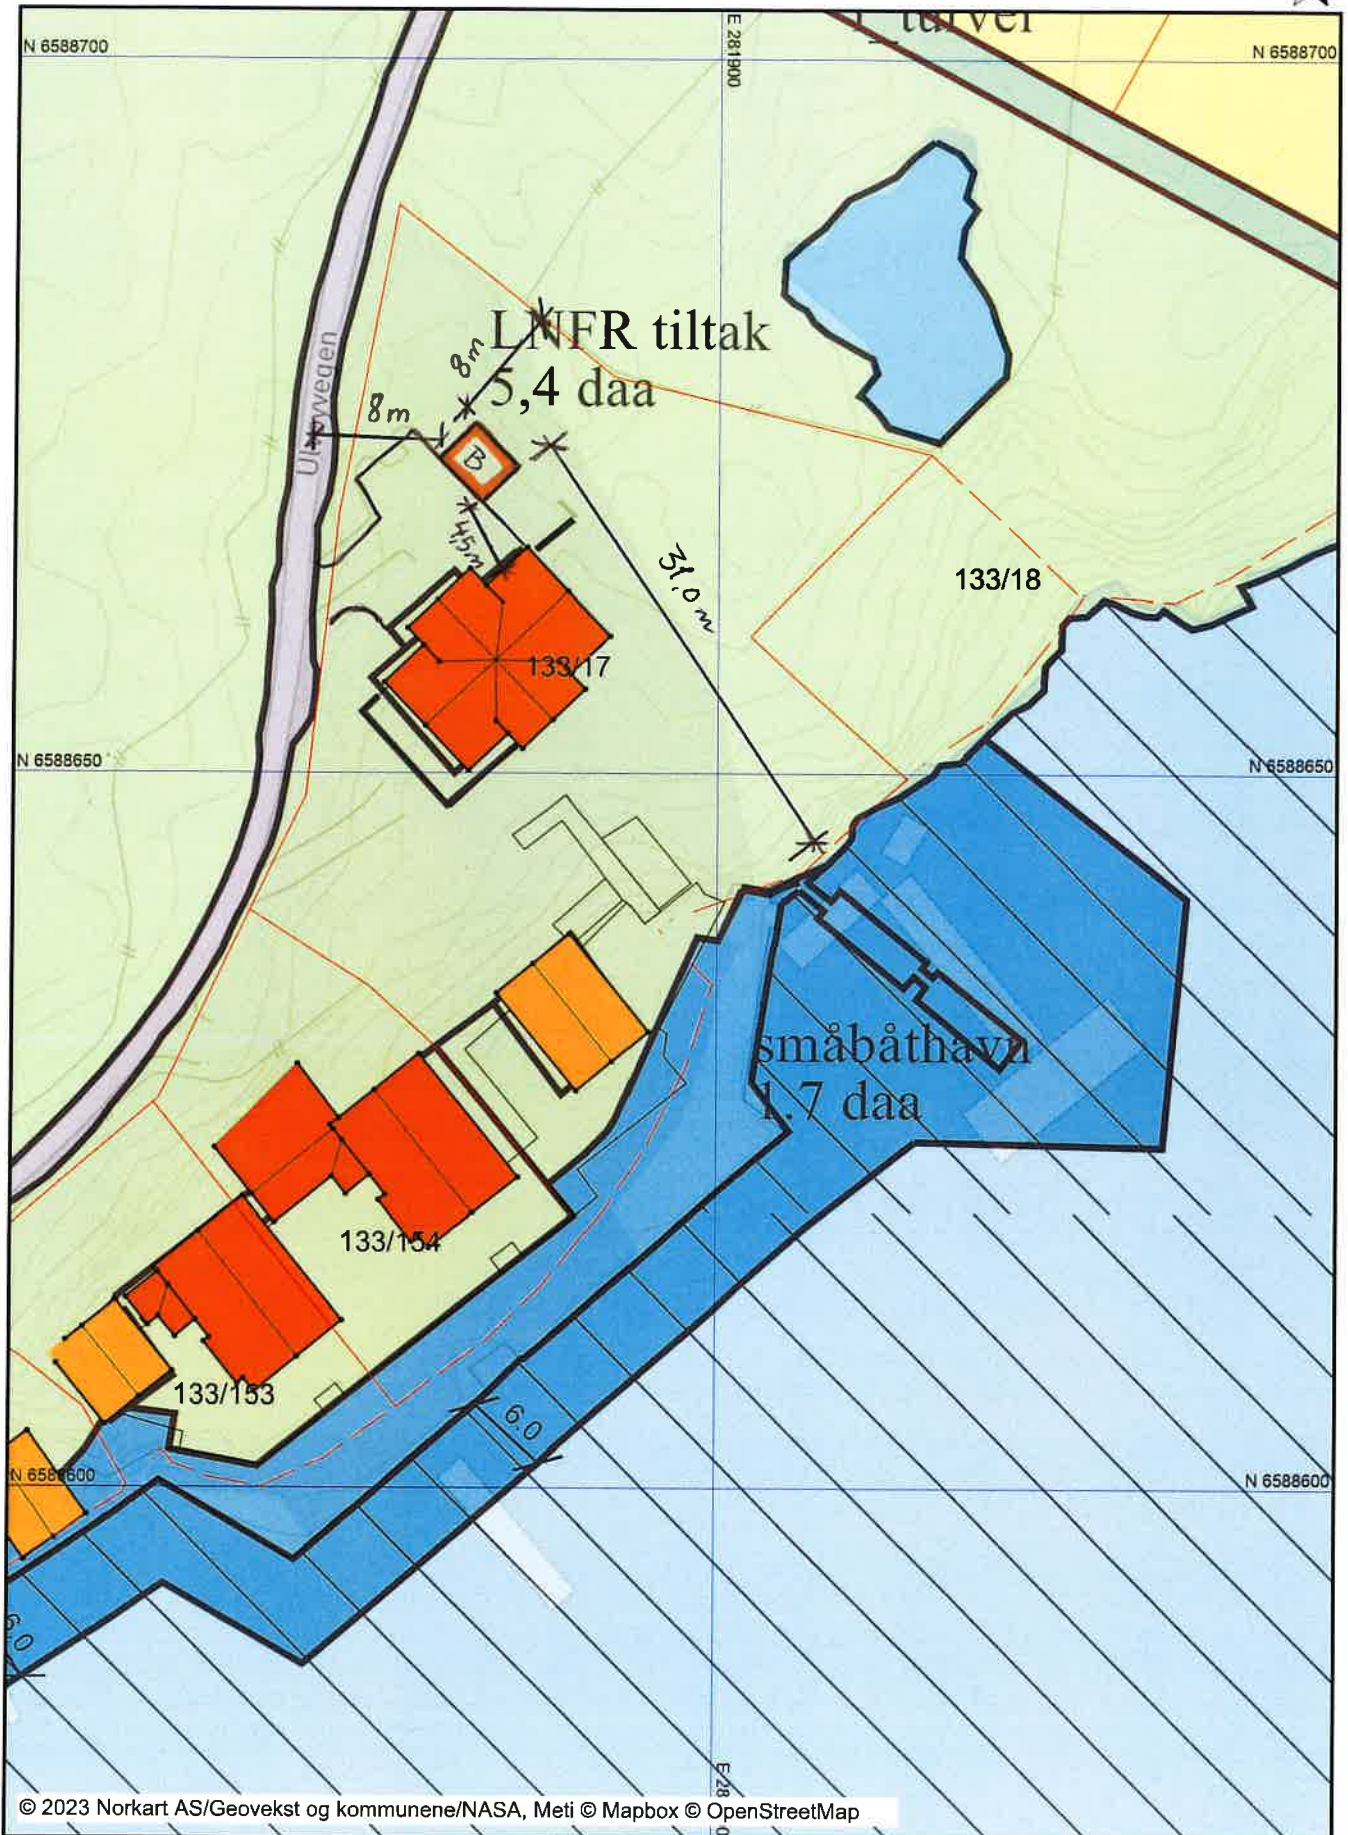 N 6588700
E 281900
N 6588700
LNFR tiltak
5,4 daa
8m
8m
B
4,5m
31,0 m
133/18
133/17
N 6588650
N 6588650
småbåthavn
1.7 daa
133/154
133/153
6.0
N 6588600
N 6588600
6.0
© 2023 Norkart AS/Geovekst og kommunene/NASA, Meti © Mapbox © OpenStreetMap